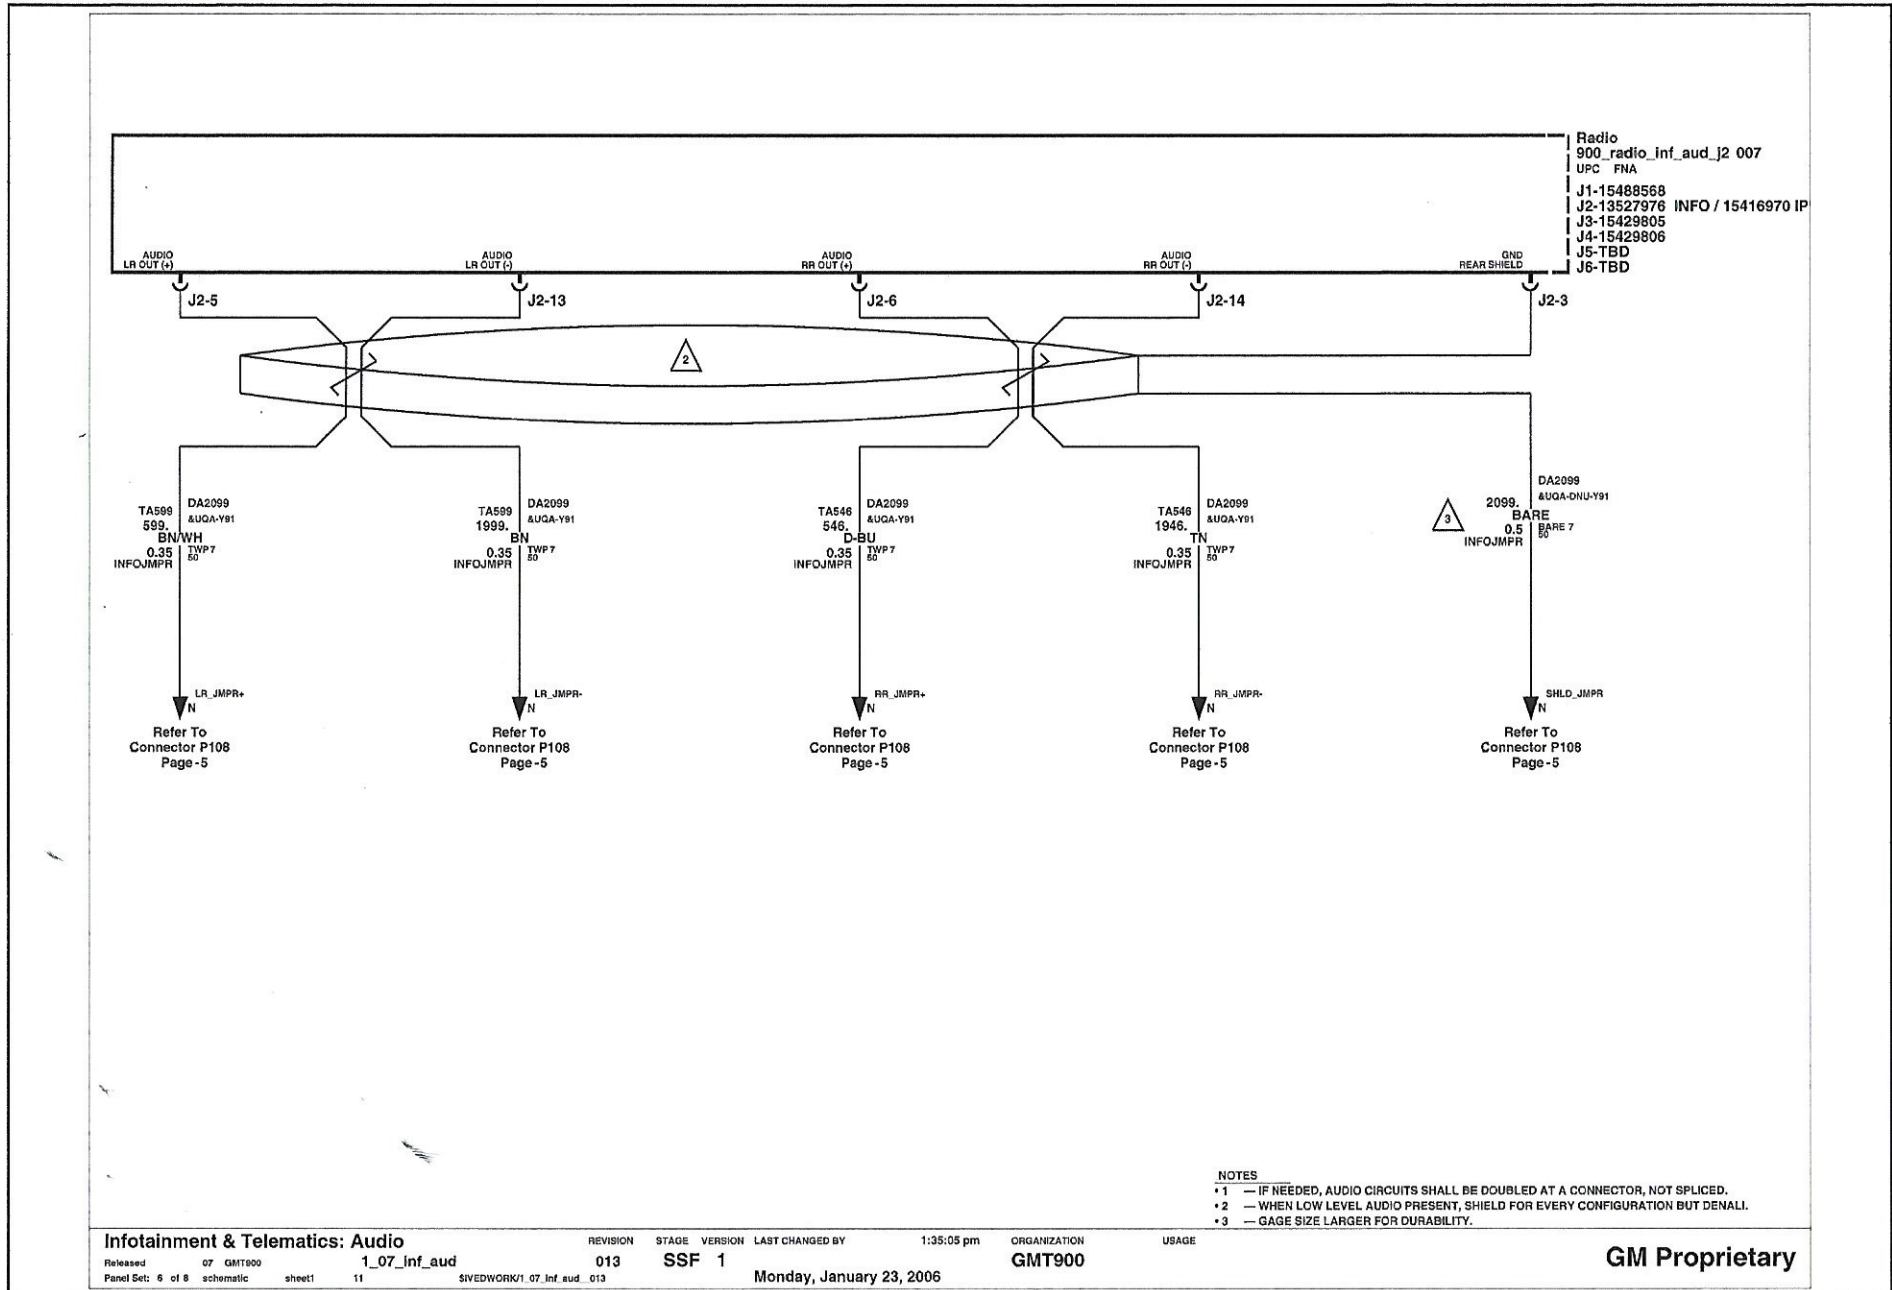 Radio
900_radio_inf_aud_j2 007
UPC FNA
J1-15488568
J2-13527976 INFO / 15416970 IP
J3-15429805
J4-15429806
J5-TBD
J6-TBD
AUDIO
LR OUT (+)
AUDIO
LR OUT (-)
AUDIO
RR OUT (+)
AUDIO
RR OUT (-)
GND
REAR SHIELD
J2-5
J2-13
J2-6
J2-14
J2-3
2
TA599
599.
BN/WH
0.35
INFOJMPR
DA2099
&UQA-Y91
TWP7
50
TA599
1999.
BN
0.35
INFOJMPR
DA2099
&UQA-Y91
TWP7
50
TA546
546.
D-BU
0.35
INFOJMPR
DA2099
&UQA-Y91
TWP7
50
TA546
1946.
TN
0.35
INFOJMPR
DA2099
&UQA-Y91
TWP7
50
3
2099.
BARE
0.5
INFOJMPR
DA2099
&UQA-DNU-Y91
BARE 7
50
LR_JMPR+
N
Refer To
Connector P108
Page-5
LR_JMPR-
N
Refer To
Connector P108
Page-5
RR_JMPR+
N
Refer To
Connector P108
Page-5
RR_JMPR-
N
Refer To
Connector P108
Page-5
SHLD_JMPR
N
Refer To
Connector P108
Page-5
NOTES
• 1 — IF NEEDED, AUDIO CIRCUITS SHALL BE DOUBLED AT A CONNECTOR, NOT SPLICED.
• 2 — WHEN LOW LEVEL AUDIO PRESENT, SHIELD FOR EVERY CONFIGURATION BUT DENALI.
• 3 — GAGE SIZE LARGER FOR DURABILITY.
Infotainment & Telematics: Audio REVISION STAGE VERSION LAST CHANGED BY 1:35:05 pm ORGANIZATION USAGE
Released 07 GMT900 1_07_inf_aud 013 SSF 1 GMT900 GM Proprietary
Panel Set: 6 of 8 schematic sheet1 11 $IVEDWORK/1_07_inf_aud__013 Monday, January 23, 2006